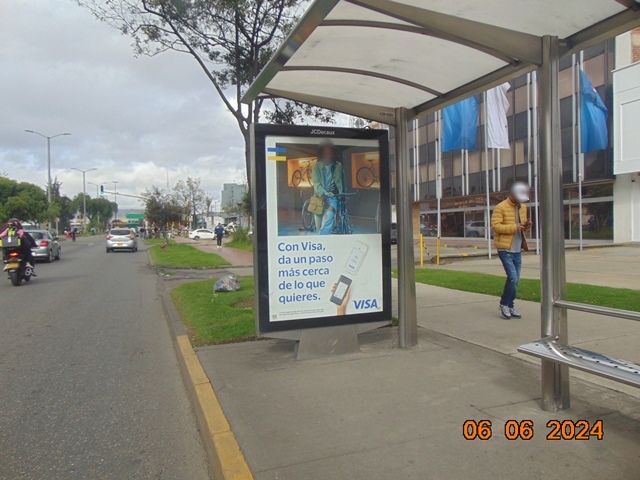 JCDecaux
Con Visa,
da un paso
más cerca
de lo que
quieres.
VISA
06 06 2024